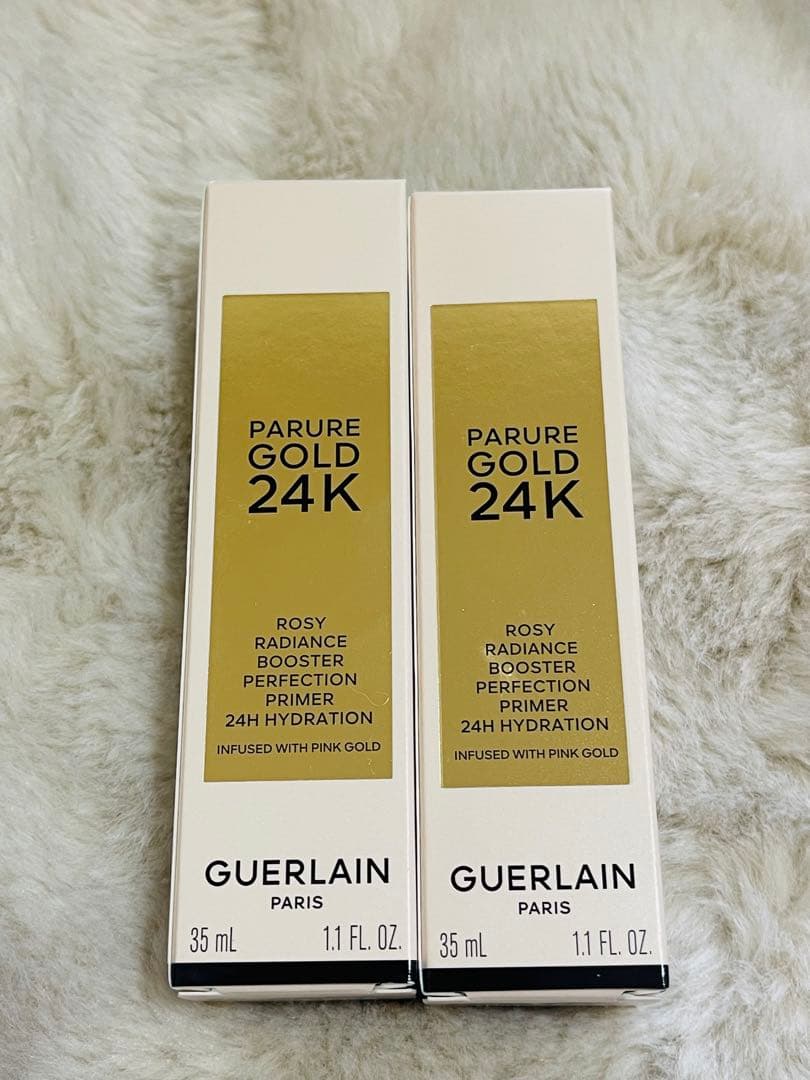 PARURE
GOLD
24K
ROSY
RADIANCE
BOOSTER
PERFECTION
PRIMER
24H HYDRATION
INFUSED WITH PINK GOLD
GUERLAIN
PARIS
35 mL 1.1 FL. OZ.
PARURE
GOLD
24K
ROSY
RADIANCE
BOOSTER
PERFECTION
PRIMER
24H HYDRATION
INFUSED WITH PINK GOLD
GUERLAIN
PARIS
35 mL 1.1 FL. OZ.